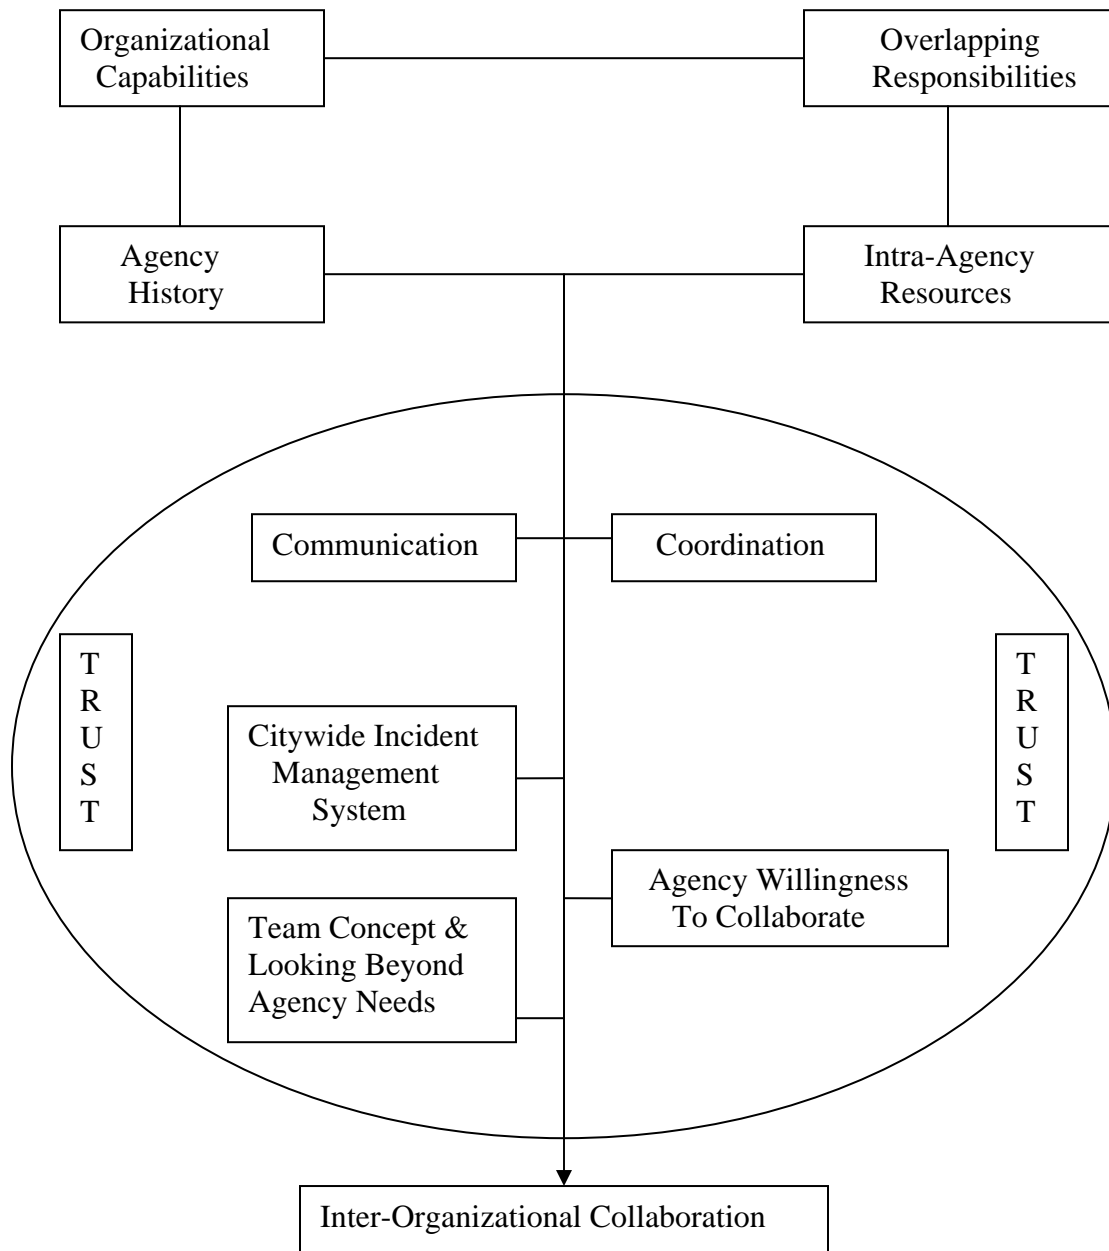 Organizational
Capabilities
Overlapping
Responsibilities
Agency
History
Intra-Agency
Resources
Communication
Coordination
T
R
U
S
T
T
R
U
S
T
Citywide Incident
Management
System
Agency Willingness
To Collaborate
Team Concept &
Looking Beyond
Agency Needs
Inter-Organizational Collaboration